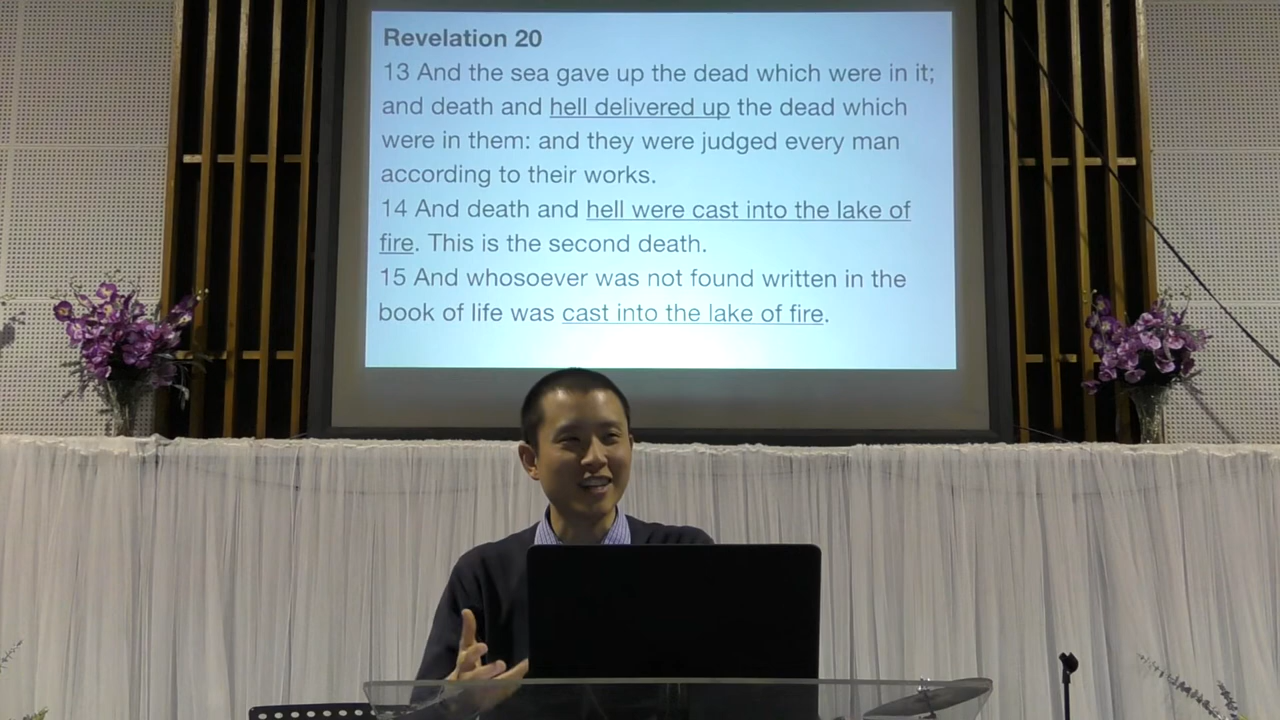 Revelation 20
13 And the sea gave up the dead which were in it;
and death and hell delivered up the dead which
were in them: and they were judged every man
according to their works.
14 And death and hell were cast into the lake of
fire. This is the second death.
15 And whosoever was not found written in the
book of life was cast into the lake of fire.